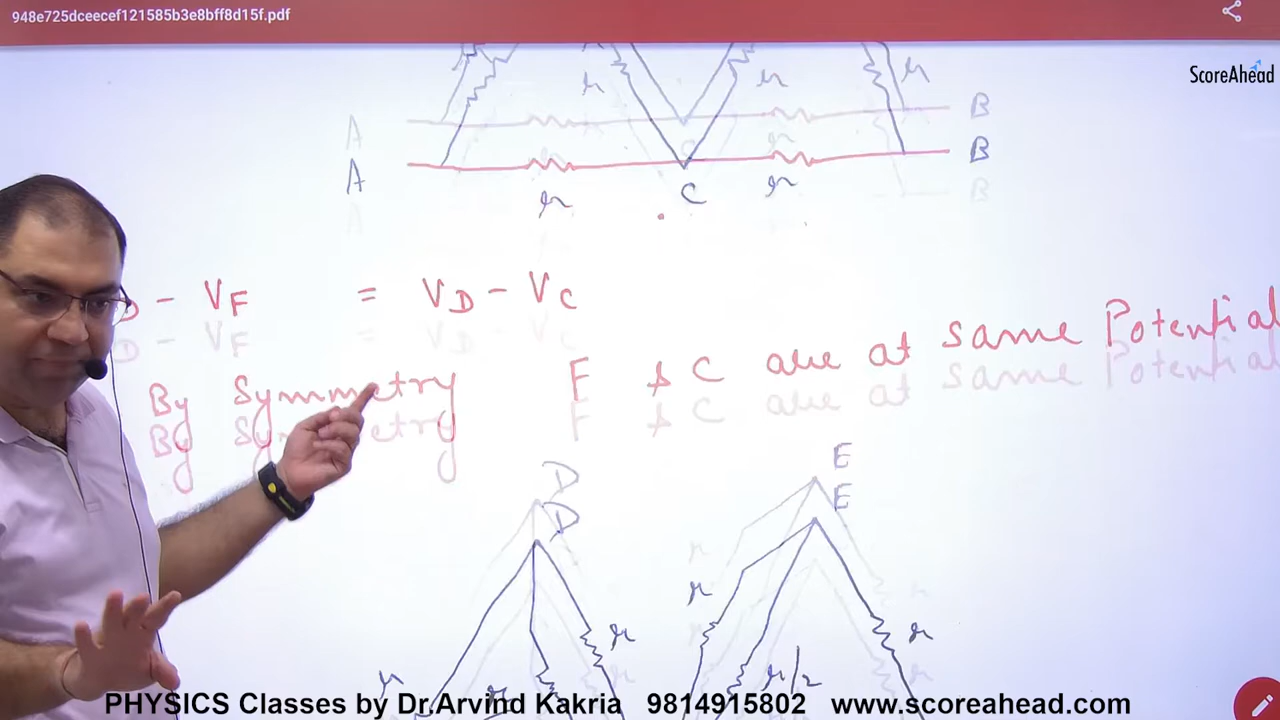 948e725dceecef121585b3e8bff8d15f.pdf
ScoreAhead
r r r
A B
A B
r C r
D - VF = VD - VC
By Symmetry F & C are at same Potential
D E
D E
r
r r
r r/2
PHYSICS Classes by Dr.Arvind Kakria 9814915802 www.scoreahead.com